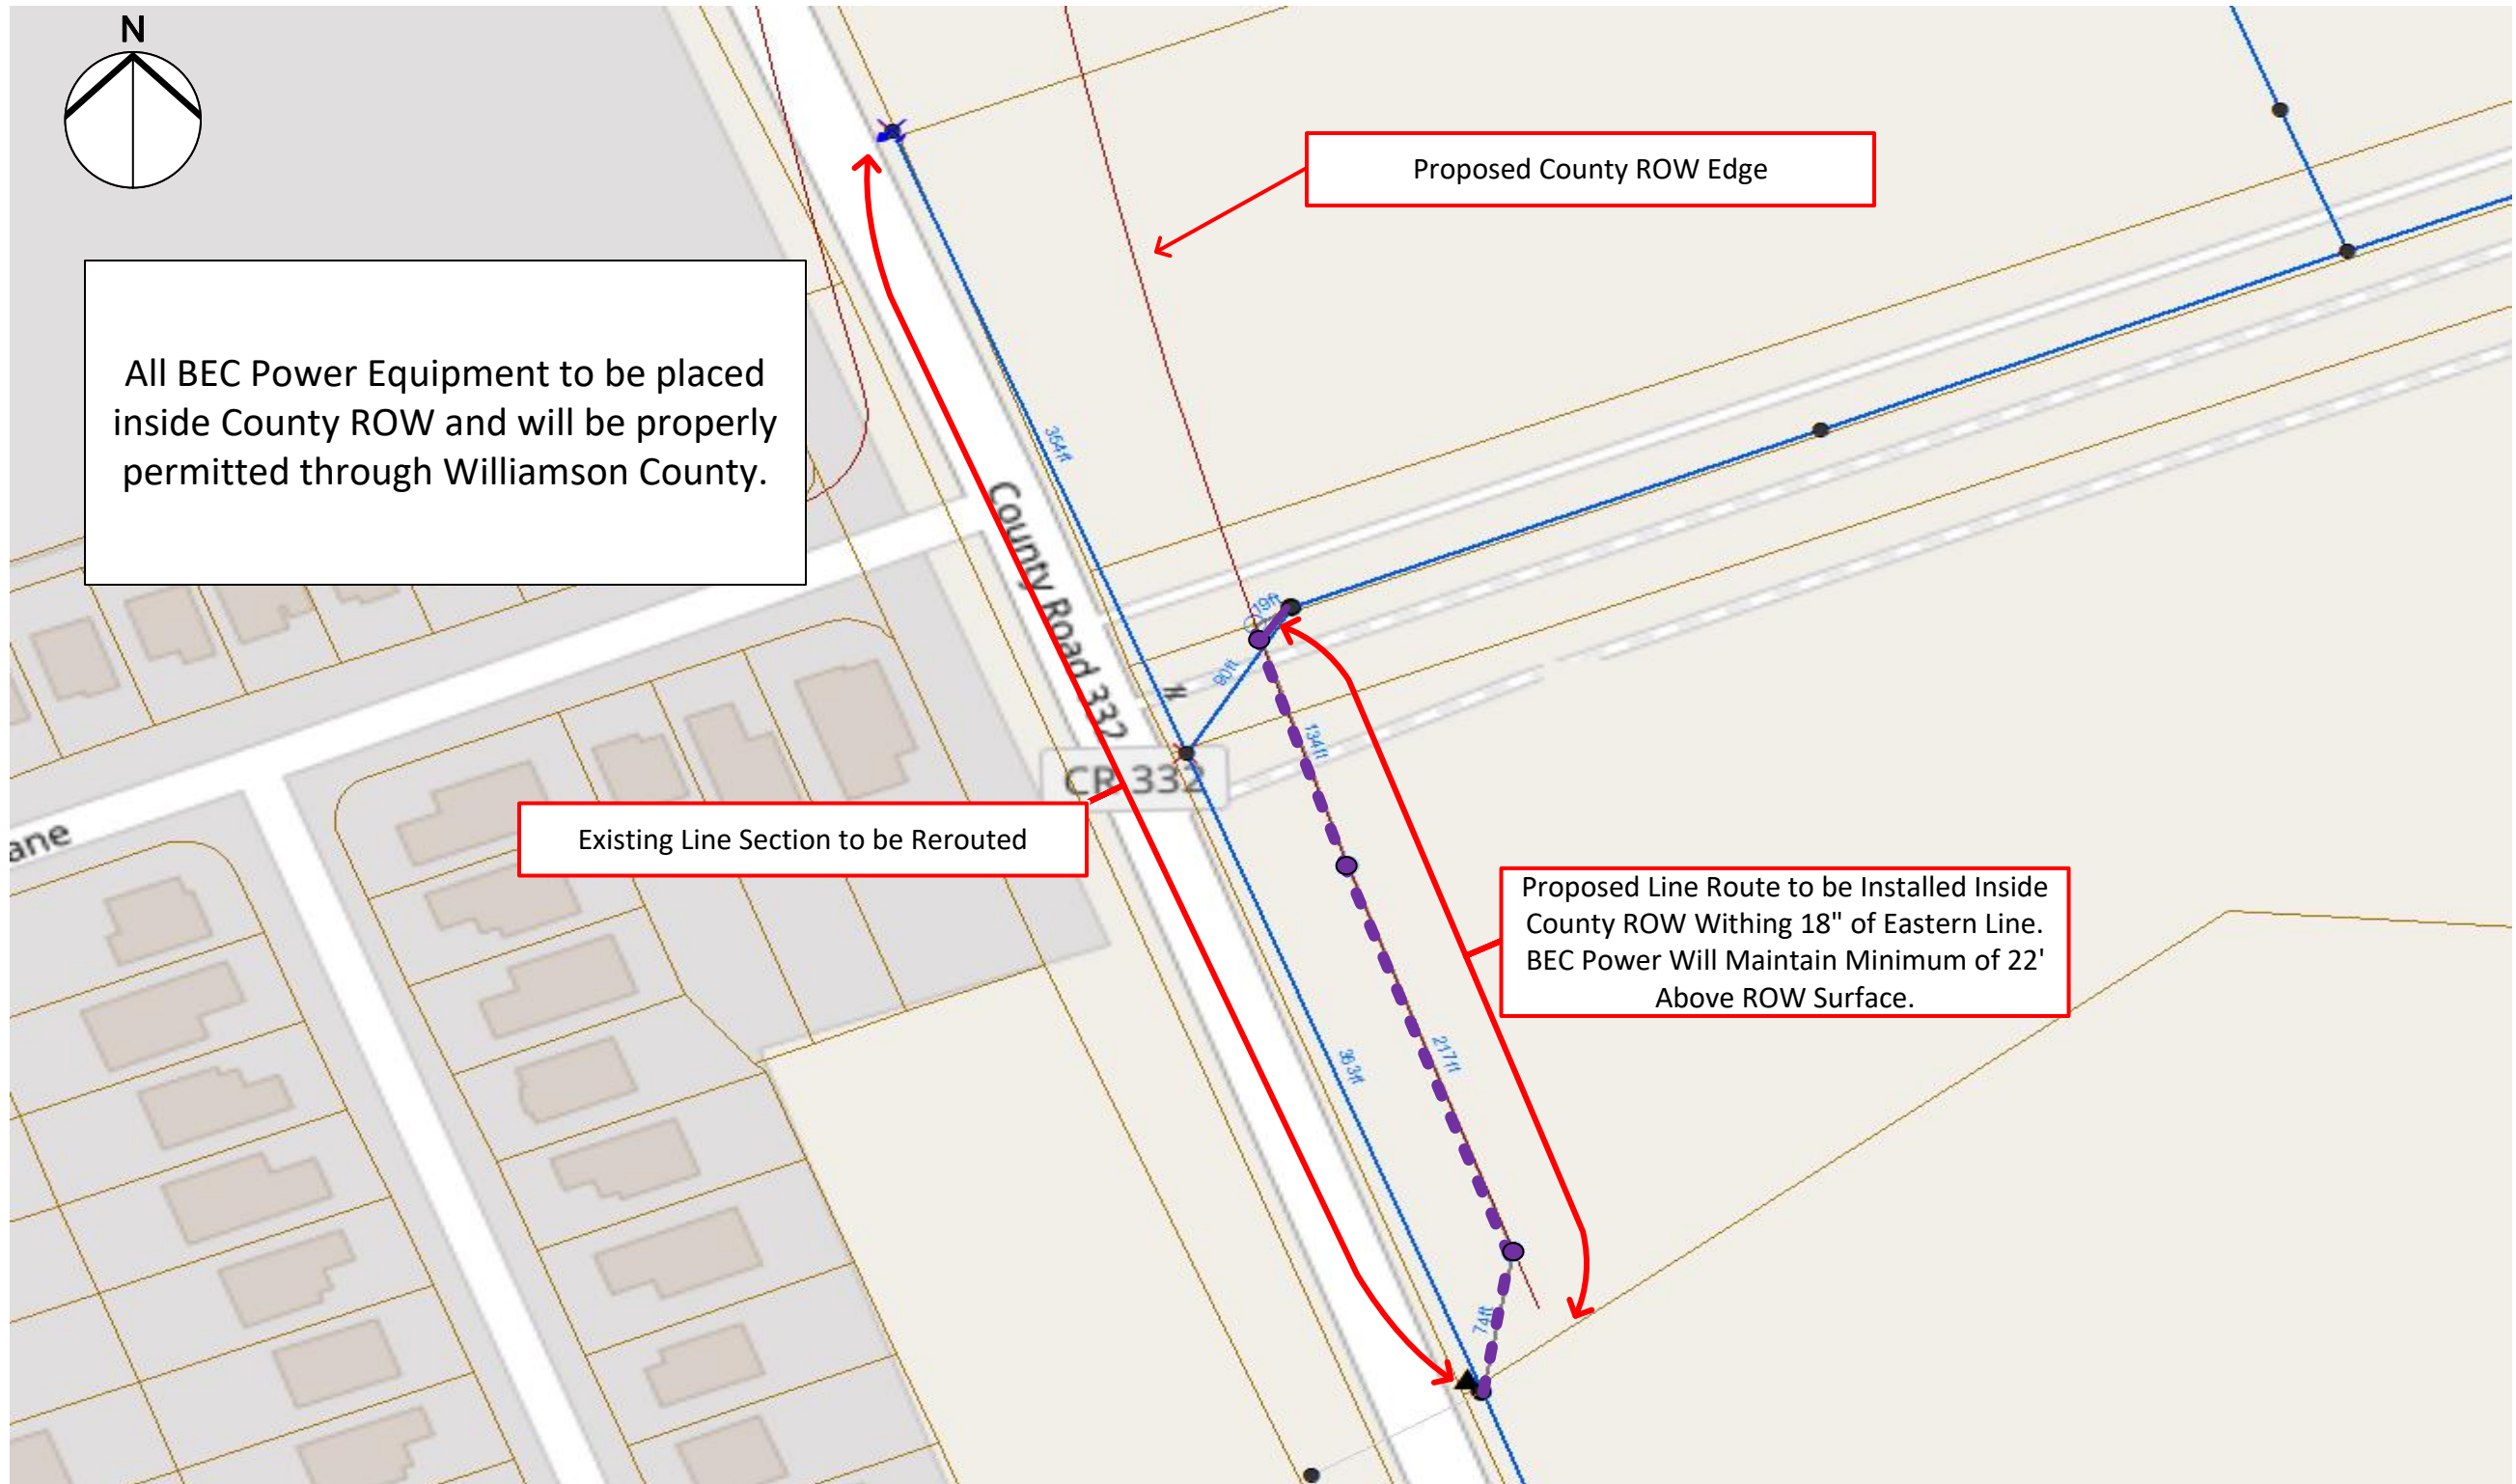 N
Proposed County ROW Edge
All BEC Power Equipment to be placed
inside County ROW and will be properly
permitted through Williamson County.
354ft
County Road 332
19ft
90ft
134ft
CR 332
ane
Existing Line Section to be Rerouted
Proposed Line Route to be Installed Inside
County ROW Withing 18" of Eastern Line.
BEC Power Will Maintain Minimum of 22'
Above ROW Surface.
363ft
217ft
74ft